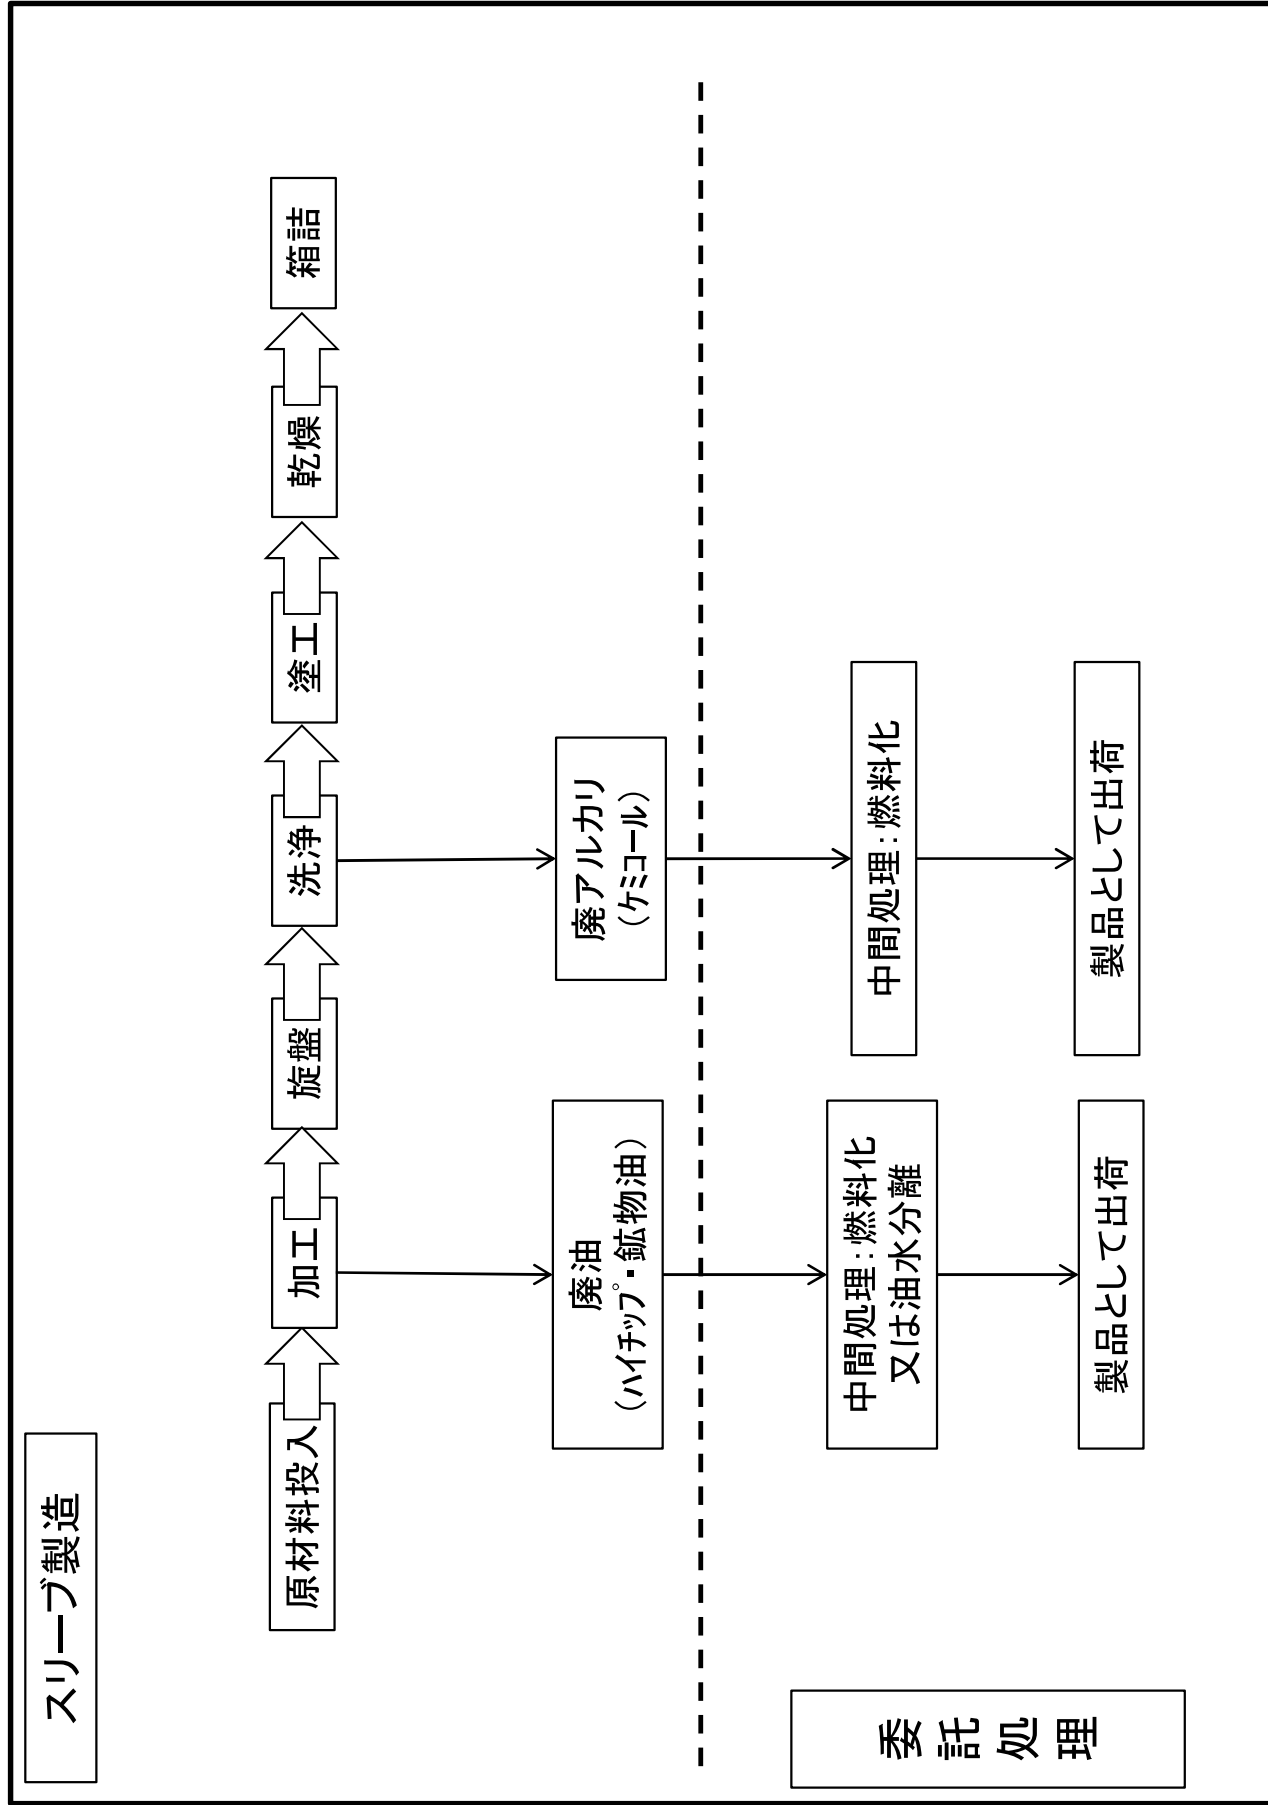 スリーブ製造
原材料投入
加工
旋盤
洗浄
塗工
乾燥
箱詰
廃油
（ハイチップ・鉱物油）
廃アルカリ
（ケミコール）
委託処理
中間処理：燃料化
又は油水分離
中間処理：燃料化
製品として出荷
製品として出荷